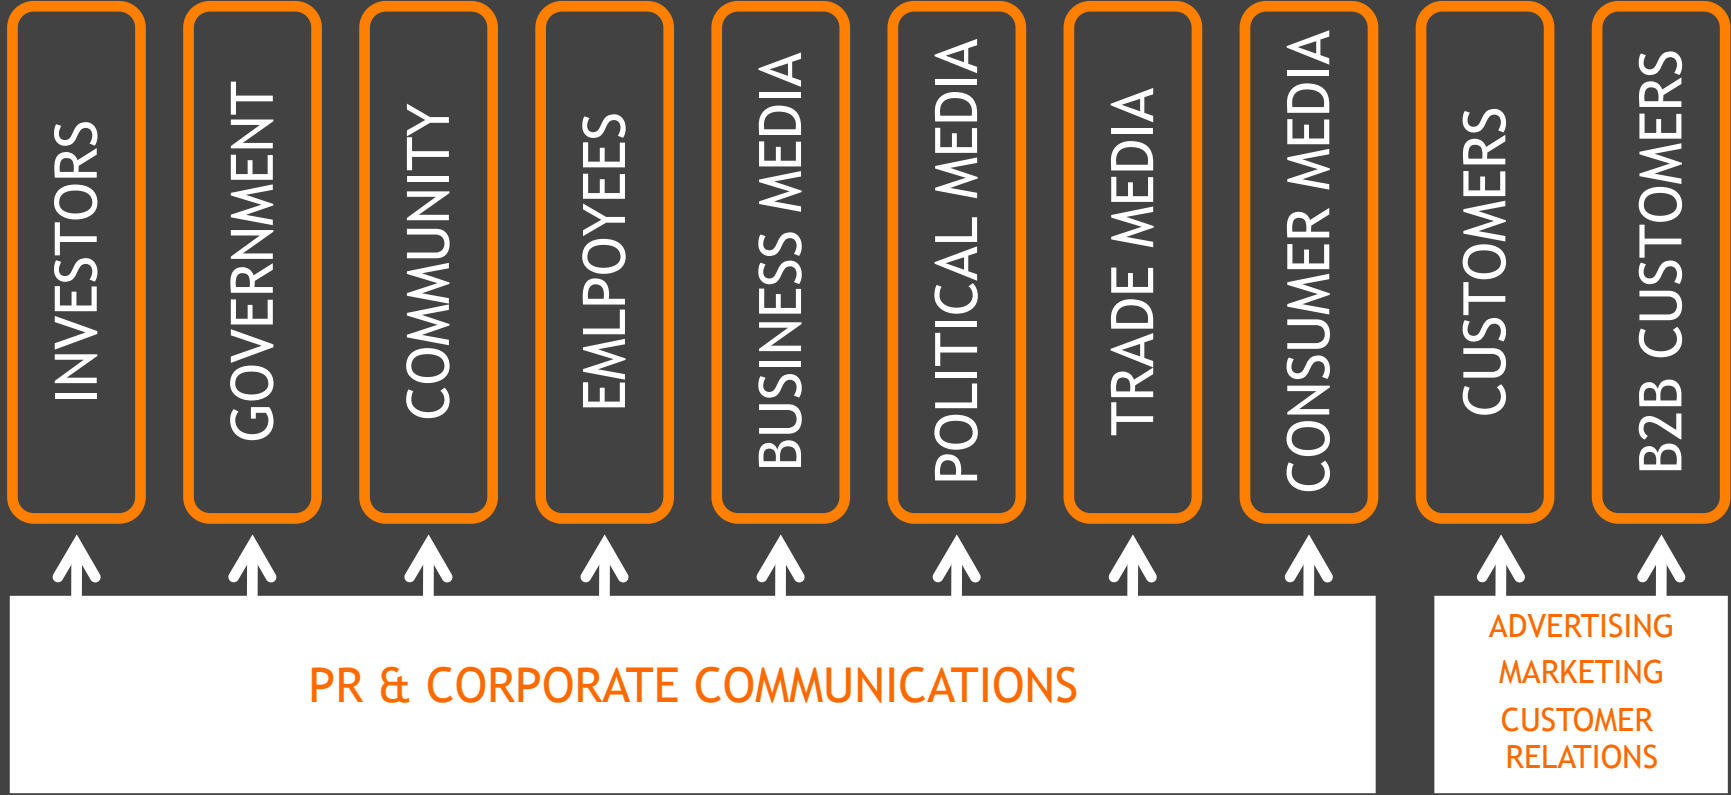 INVESTORS
GOVERNMENT
COMMUNITY
EMLPOYEES
BUSINESS MEDIA
POLITICAL MEDIA
TRADE MEDIA
CONSUMER MEDIA
CUSTOMERS
B2B CUSTOMERS
PR & CORPORATE COMMUNICATIONS
ADVERTISING
MARKETING
CUSTOMER
RELATIONS